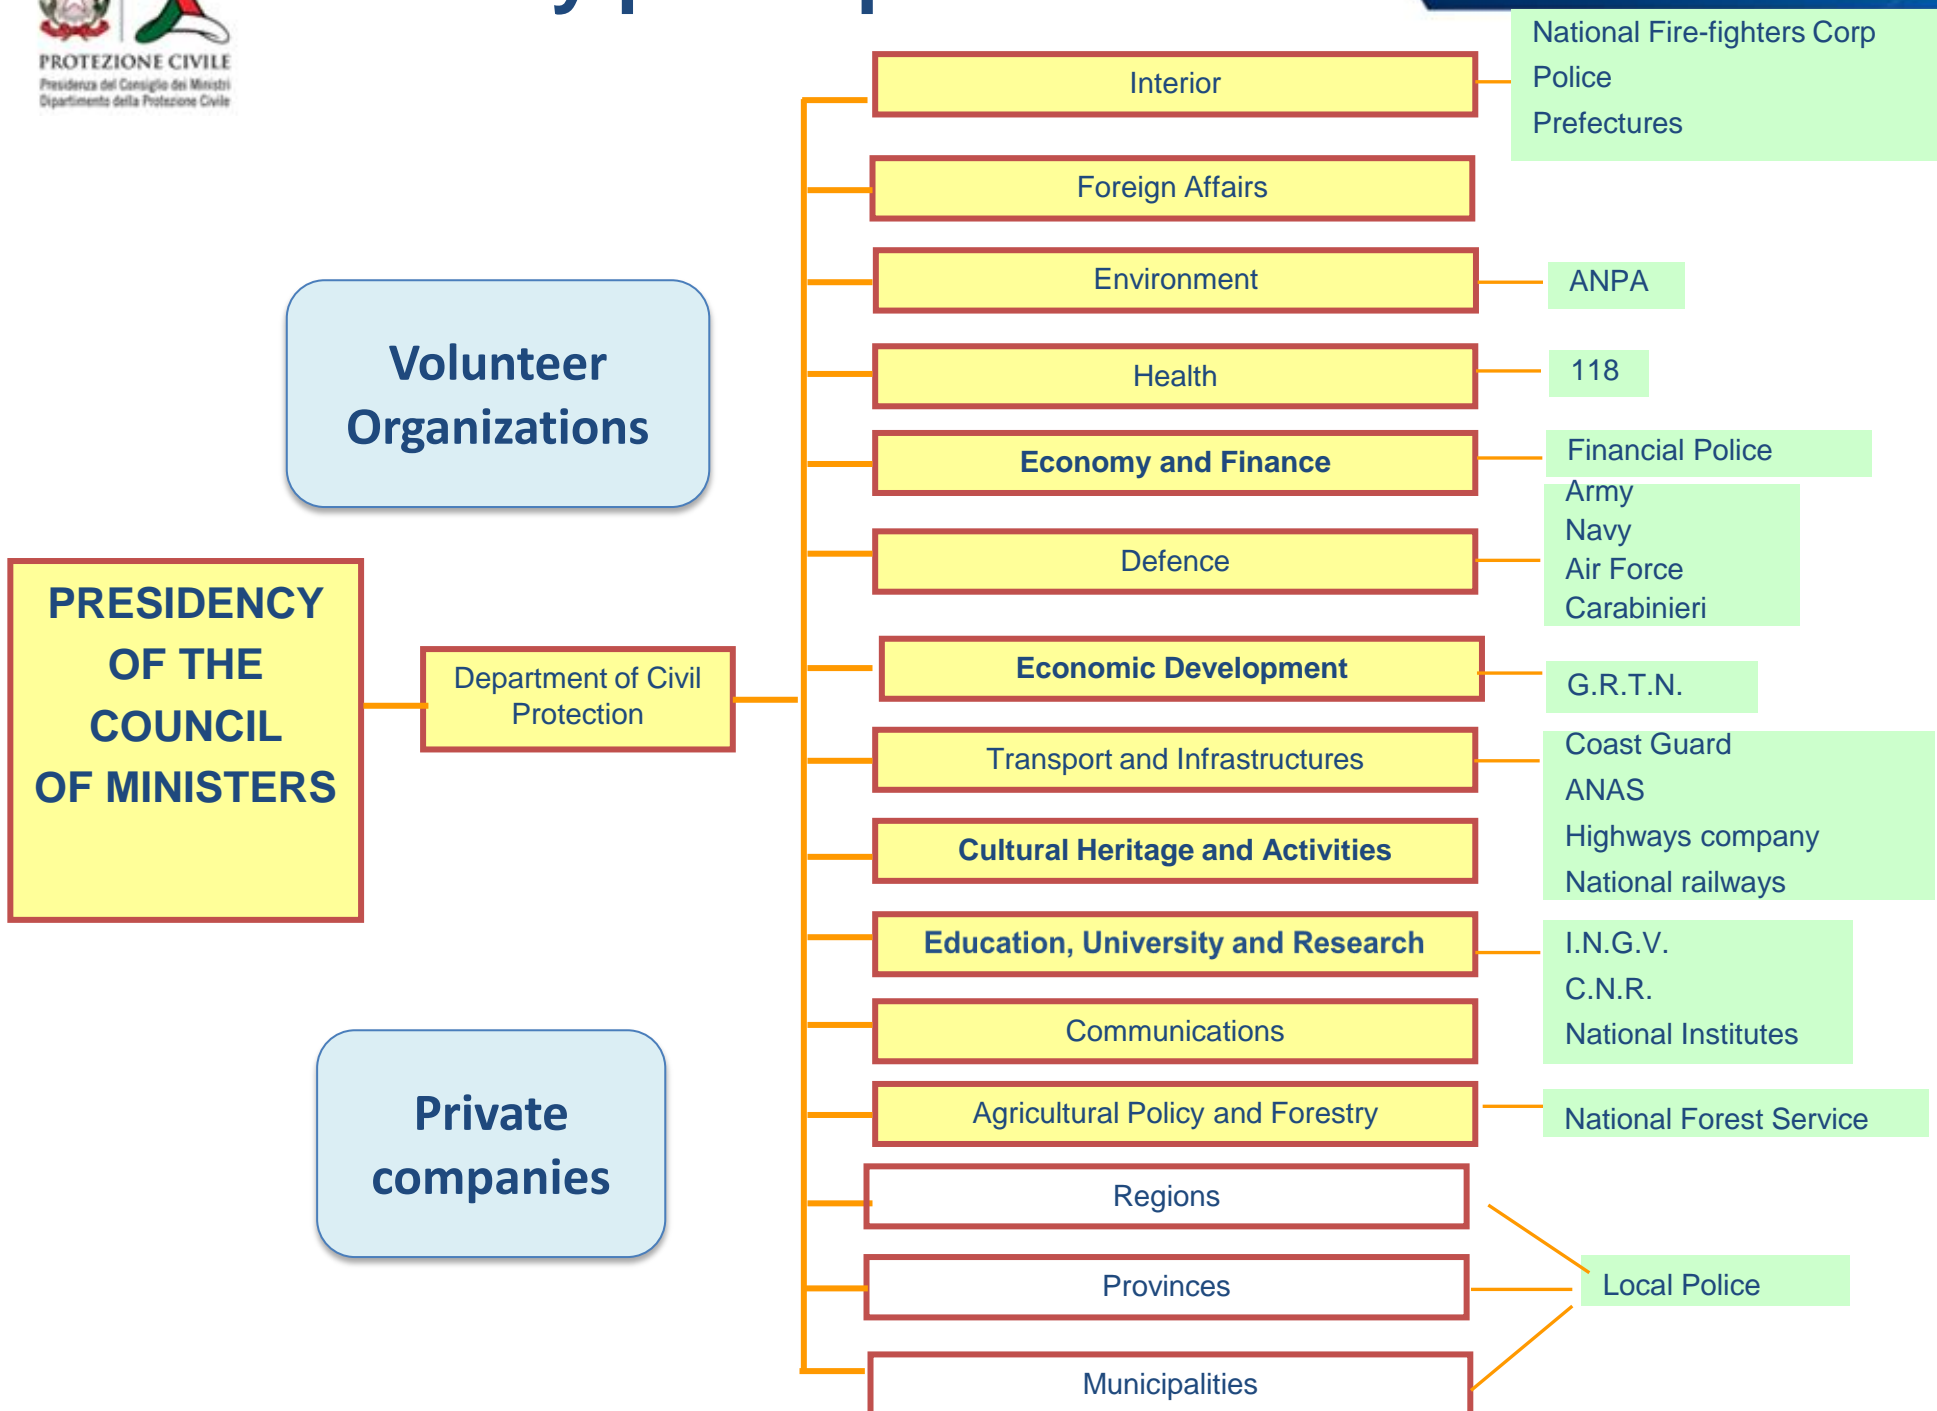 PROTEZIONE CIVILE
Presidenza del Consiglio dei Ministri
Dipartimento della Protezione Civile
Interior
National Fire-fighters Corp
Police
Prefectures
Foreign Affairs
Environment
ANPA
Volunteer
Organizations
Health
118
Economy and Finance
Financial Police
Defence
Army
Navy
Air Force
Carabinieri
PRESIDENCY
OF THE
COUNCIL
OF MINISTERS
Department of Civil
Protection
Economic Development
G.R.T.N.
Transport and Infrastructures
Coast Guard
ANAS
Highways company
National railways
Cultural Heritage and Activities
Education, University and Research
I.N.G.V.
C.N.R.
National Institutes
Communications
Private
companies
Agricultural Policy and Forestry
National Forest Service
Regions
Provinces
Local Police
Municipalities